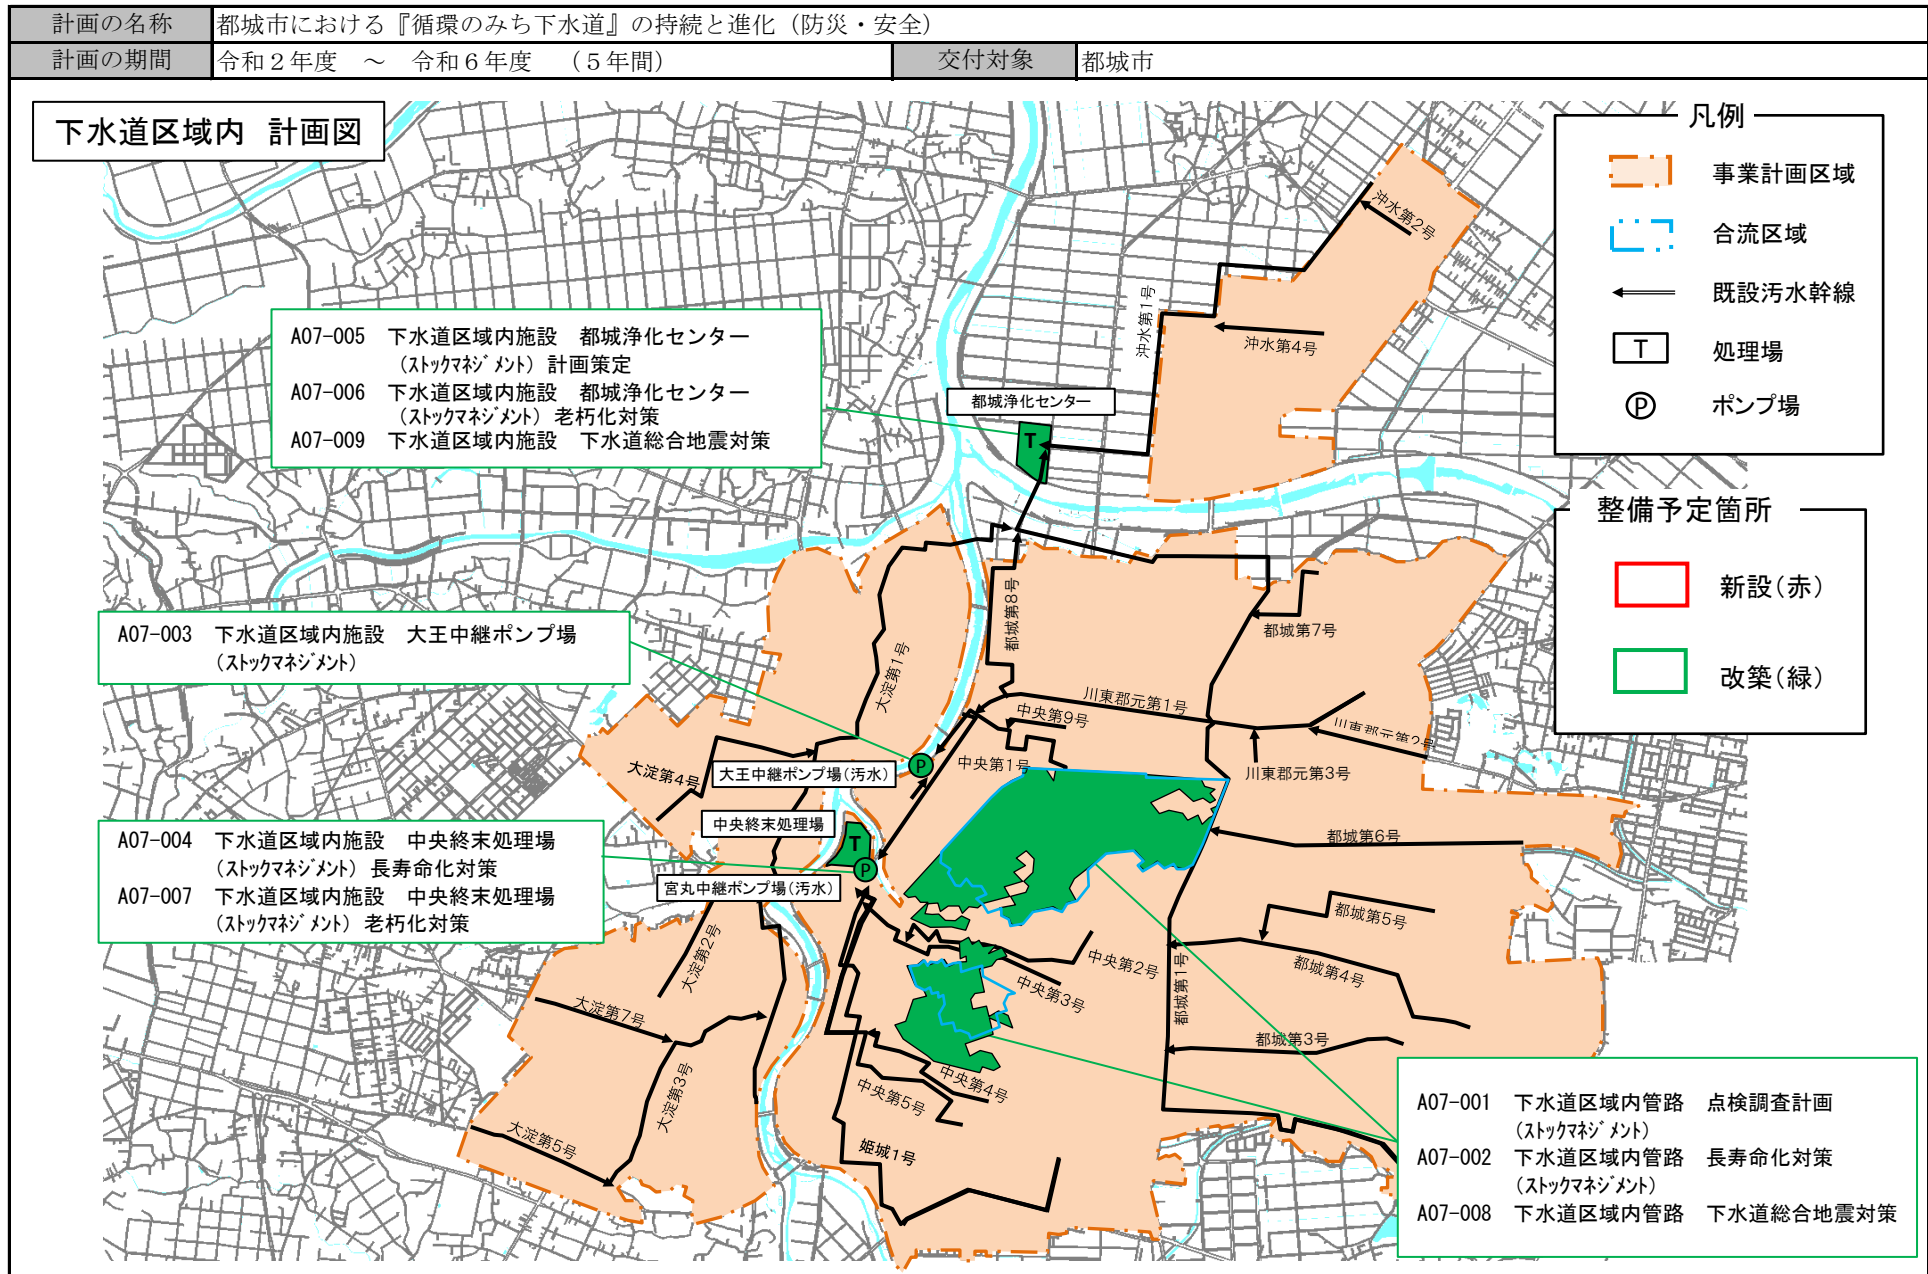 計画の名称 都城市における『循環のみち下水道』の持続と進化（防災・安全）
計画の期間 令和２年度 ～ 令和６年度 （５年間） 交付対象 都城市
下水道区域内 計画図
凡例
事業計画区域
合流区域
既設汚水幹線
T 処理場
P ポンプ場
整備予定箇所
新設(赤)
改築(緑)
A07-005 下水道区域内施設 都城浄化センター
(ストックマネジメント) 計画策定
A07-006 下水道区域内施設 都城浄化センター
(ストックマネジメント) 老朽化対策
A07-009 下水道区域内施設 下水道総合地震対策
沖水第2号
沖水第1号
沖水第4号
都城浄化センター
T
A07-003 下水道区域内施設 大王中継ポンプ場
(ストックマネジメント)
都城第8号
都城第7号
大淀第1号
川東郡元第1号
中央第9号
川東郡元第2号
川東郡元第3号
中央第1号
大淀第4号
大王中継ポンプ場(汚水)
P
中央終末処理場
T
P
宮丸中継ポンプ場(汚水)
都城第6号
A07-004 下水道区域内施設 中央終末処理場
(ストックマネジメント) 長寿命化対策
A07-007 下水道区域内施設 中央終末処理場
(ストックマネジメント) 老朽化対策
都城第5号
都城第4号
都城第1号
中央第2号
中央第3号
大淀第2号
大淀第7号
都城第3号
大淀第3号
中央第4号
中央第5号
大淀第5号
姫城1号
A07-001 下水道区域内管路 点検調査計画
(ストックマネジメント)
A07-002 下水道区域内管路 長寿命化対策
(ストックマネジメント)
A07-008 下水道区域内管路 下水道総合地震対策